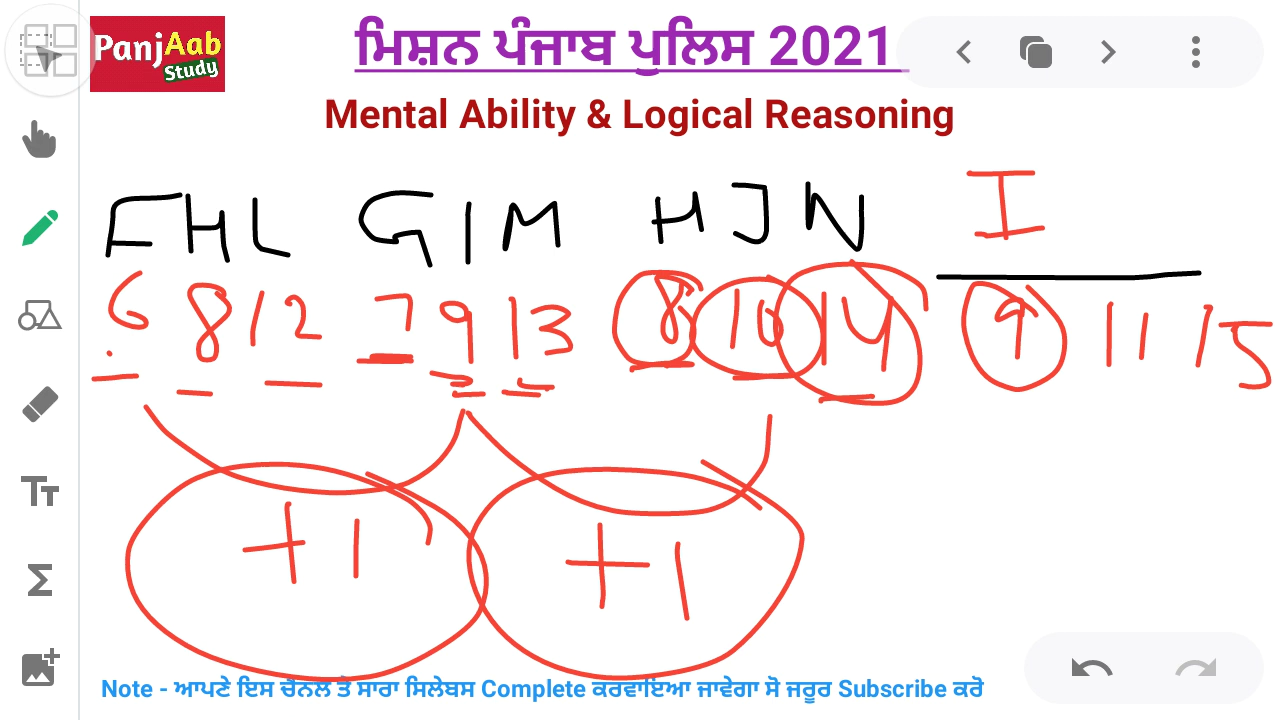 PanjAab
Study
ਮਿਸ਼ਨ ਪੰਜਾਬ ਪੁਲਿਸ 2021
Mental Ability & Logical Reasoning
FHL GIM HJN I
6 8 12 7 9 13 8 10 14 9 11 15
+1 +1
Note - ਆਪਣੇ ਇਸ ਚੈਨਲ ਤੇ ਸਾਰਾ ਸਿਲੇਬਸ Complete ਕਰਵਾਇਆ ਜਾਵੇਗਾ ਸੋ ਜਰੂਰ Subscribe ਕਰੋ